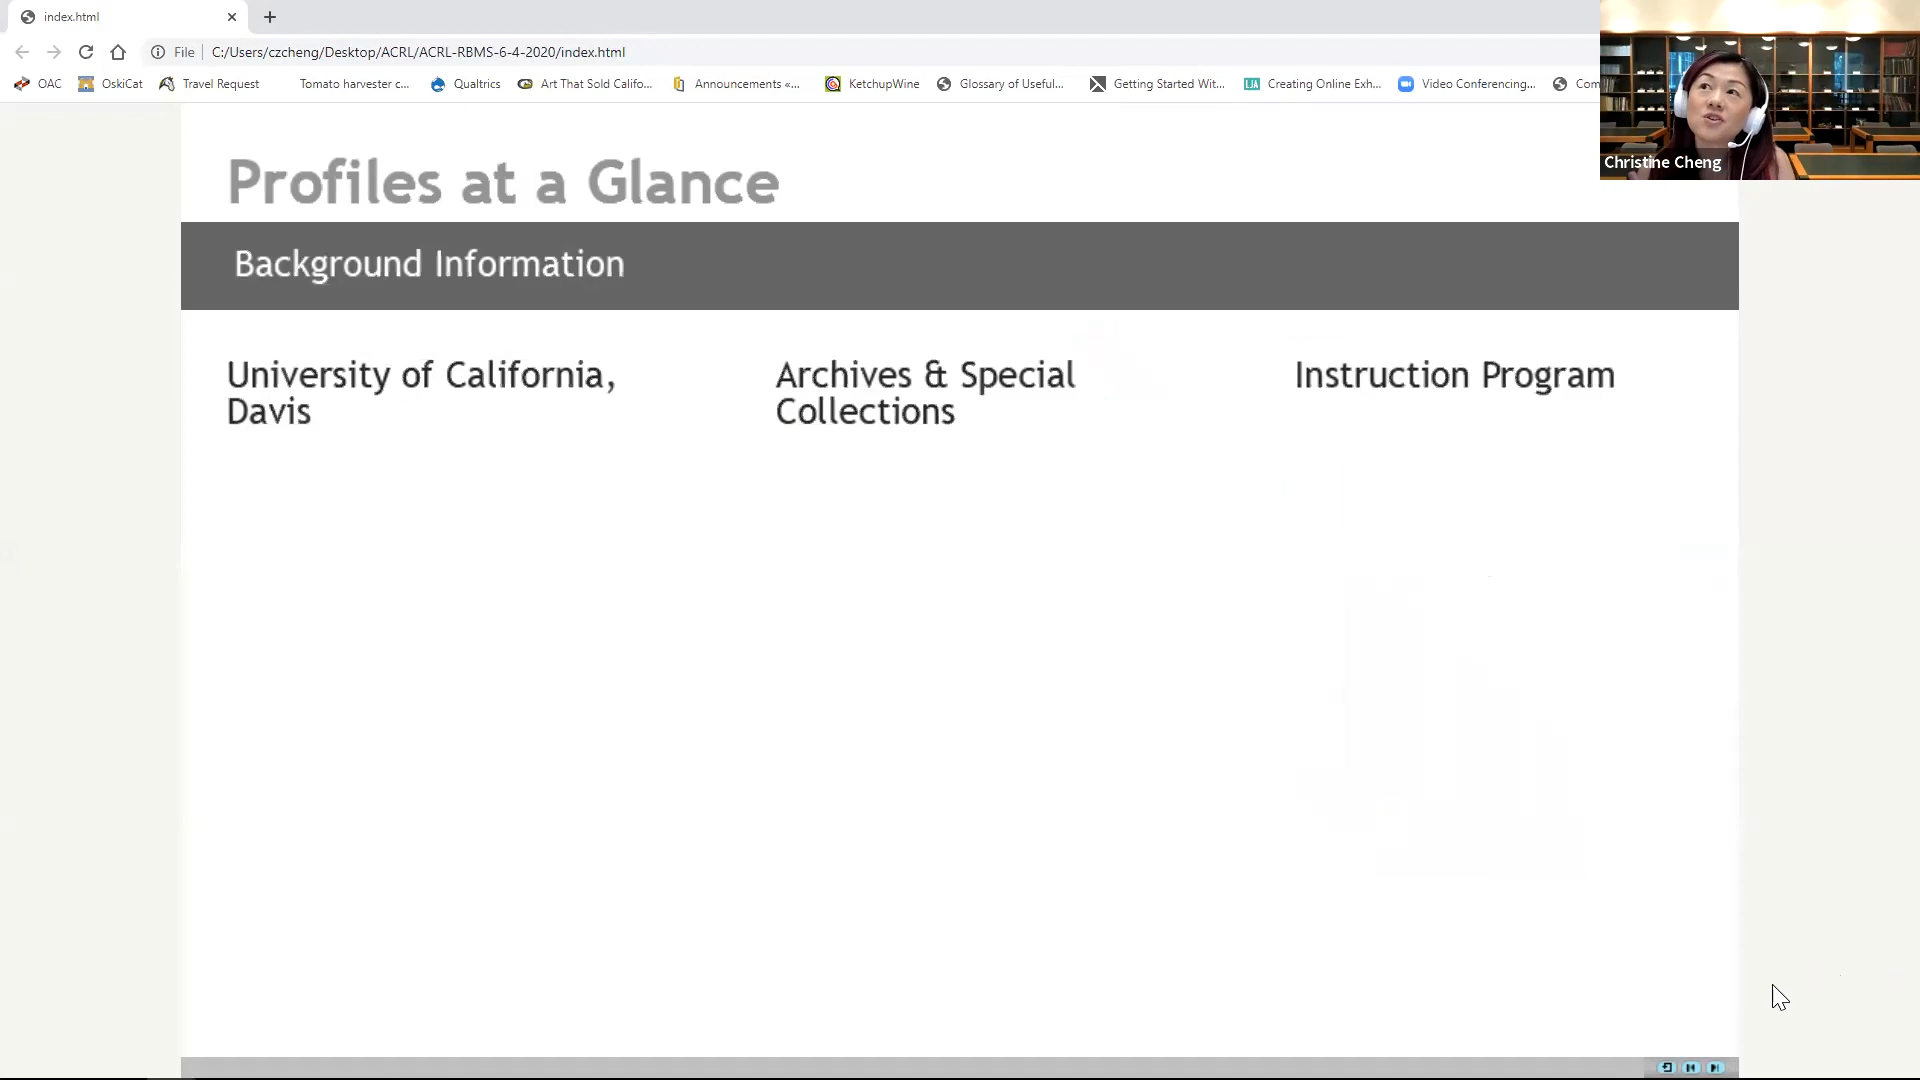 index.html
File
C:/Users/czcheng/Desktop/ACRL/ACRL-RBMS-6-4-2020/index.html
OAC OskiCat Travel Request Tomato harvester c... Qualtrics Art That Sold Califo... Announcements «... KetchupWine Glossary of Useful... Getting Started Wit... Creating Online Exh... Video Conferencing... Com
Christine Cheng
Profiles at a Glance
Background Information
University of California,
Davis
Archives & Special
Collections
Instruction Program